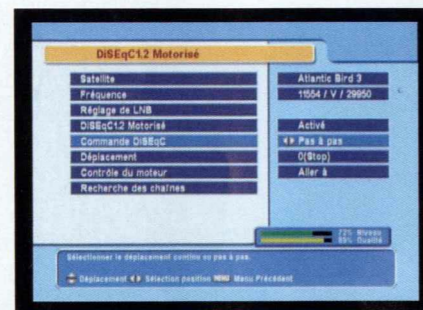 DiSEqC1.2 Motorisé
Satellite Atlantic Bird 3
Fréquence 11554 / V / 29950
Réglage de LNB
DiSEqC1.2 Motorisé Activé
Commande DiSEqC Pas à pas
Déplacement 0(Stop)
Contrôle du moteur Aller à
Recherche des chaînes
72% Niveau
89% Qualité
Sélectionner le déplacement continu ou pas à pas.
Déplacement Sélection position MENU Menu Précédant